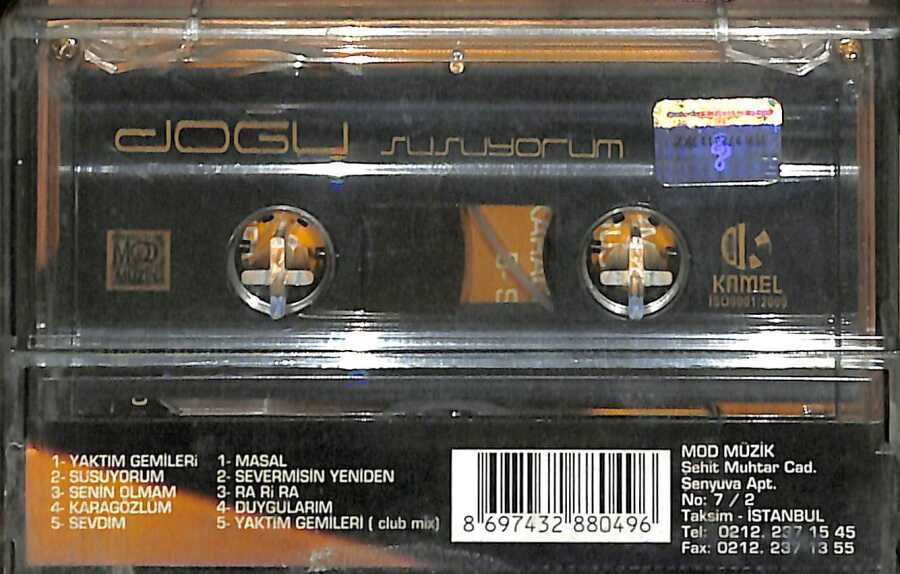 DOGU susuyorum
MOD
MÜZİK
KAMEL
ISO9001:2000
1- YAKTIM GEMİLERİ
2- SUSUYORUM
3- SENİN OLMAM
4- KARAGÖZLÜM
5- SEVDİM
1- MASAL
2- SEVERMİSİN YENİDEN
3- RA Rİ RA
4- DUYGULARIM
5- YAKTIM GEMİLERİ ( club mix)
8 697432 880496
MOD MÜZİK
Şehit Muhtar Cad.
Şenyuva Apt.
No: 7 / 2
Taksim - İSTANBUL
Tel: 0212. 237 15 45
Fax: 0212. 237 13 55